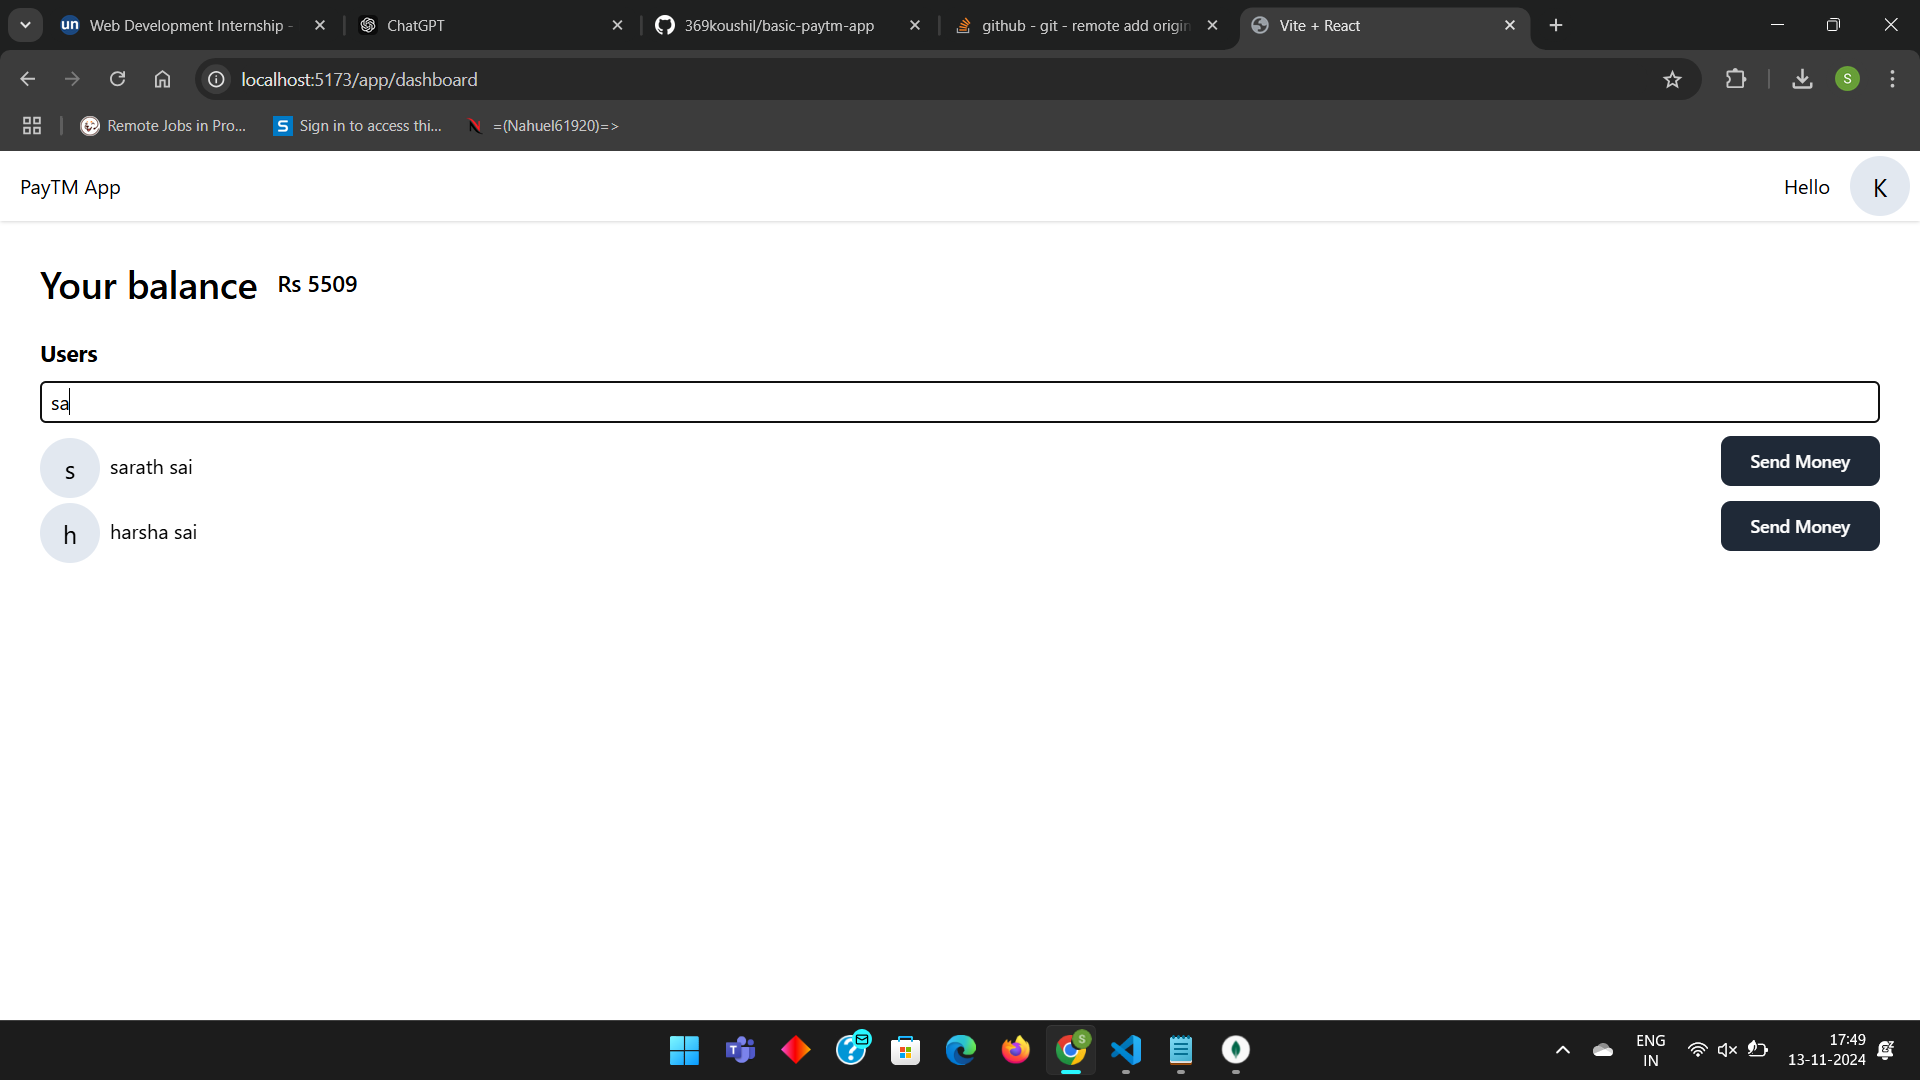 Web Development Internship -
ChatGPT
369koushil/basic-paytm-app
github - git - remote add origin
Vite + React
localhost:5173/app/dashboard
S
Remote Jobs in Pro...
Sign in to access thi...
=(Nahuel61920)=>
PayTM App
Hello
K
Your balance
Rs 5509
Users
sa
s
sarath sai
Send Money
h
harsha sai
Send Money
ENG
IN
17:49
13-11-2024